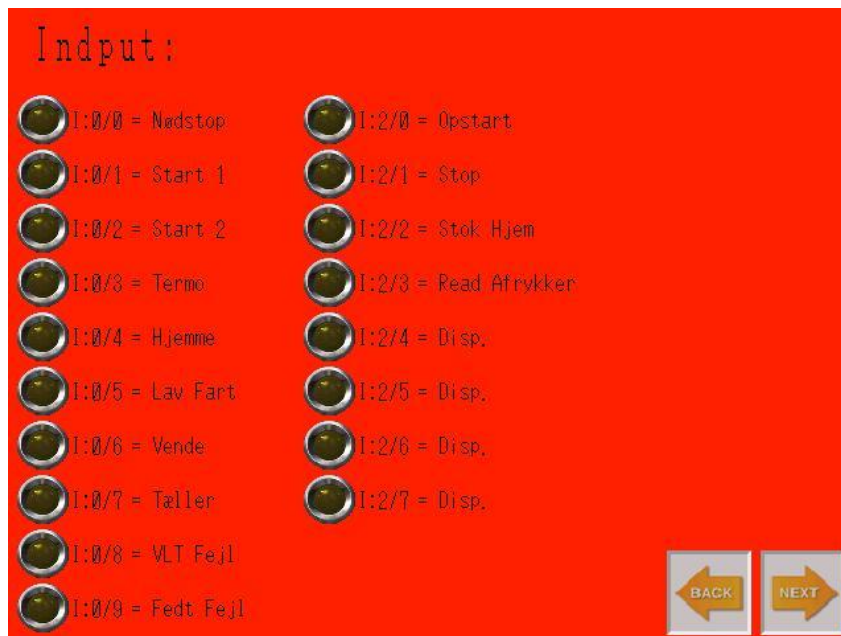 Indput:
I:0/0 = Nødstop
I:0/1 = Start 1
I:0/2 = Start 2
I:0/3 = Termo
I:0/4 = Hjemme
I:0/5 = Lav Fart
I:0/6 = Vende
I:0/7 = Tæller
I:0/8 = VLT Fejl
I:0/9 = Fedt Fejl
I:2/0 = Opstart
I:2/1 = Stop
I:2/2 = Stok Hjem
I:2/3 = Read Afrykker
I:2/4 = Disp.
I:2/5 = Disp.
I:2/6 = Disp.
I:2/7 = Disp.
BACK
NEXT